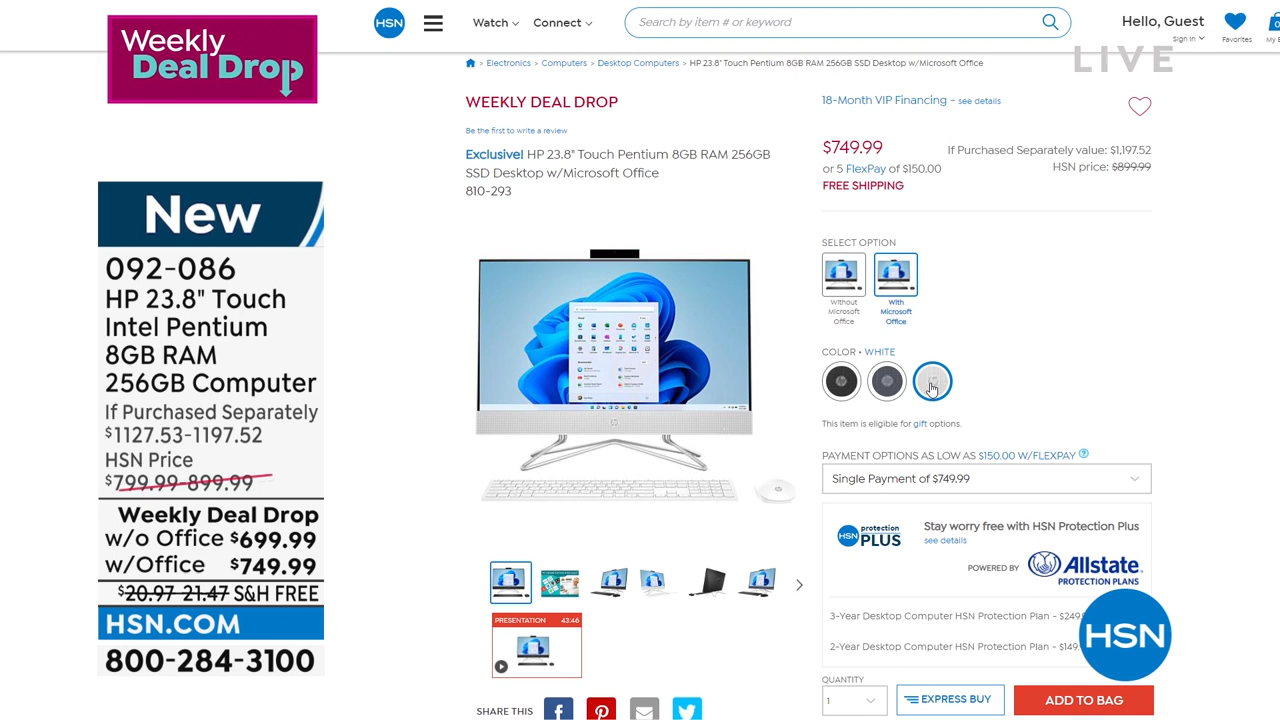 Weekly
Deal Drop
New
092-086
HP 23.8" Touch
Intel Pentium
8GB RAM
256GB Computer
If Purchased Separately
$1127.53-1197.52
HSN Price
$799.99-899.99
Weekly Deal Drop
w/o Office $699.99
w/Office $749.99
$20.97-21.47 S&H FREE
HSN.COM
800-284-3100
HSN
Watch
Connect
Search by item # or keyword
Hello, Guest
Sign In
Favorites
0
LIVE
> Electronics > Computers > Desktop Computers > HP 23.8" Touch Pentium 8GB RAM 256GB SSD Desktop w/Microsoft Office
WEEKLY DEAL DROP
Be the first to write a review
Exclusive! HP 23.8" Touch Pentium 8GB RAM 256GB
SSD Desktop w/Microsoft Office
810-293
PRESENTATION 43:46
SHARE THIS
18-Month VIP Financing - see details
$749.99
If Purchased Separately value: $1,197.52
or 5 FlexPay of $150.00
HSN price: $899.99
FREE SHIPPING
SELECT OPTION
Without
Microsoft
Office
With
Microsoft
Office
COLOR • WHITE
This item is eligible for gift options.
PAYMENT OPTIONS AS LOW AS $150.00 W/FLEXPAY ?
Single Payment of $749.99
HSN protection
PLUS
Stay worry free with HSN Protection Plus
see details
POWERED BY
Allstate
PROTECTION PLANS
3-Year Desktop Computer HSN Protection Plan - $249.
2-Year Desktop Computer HSN Protection Plan - $149.
HSN
QUANTITY
1
EXPRESS BUY
ADD TO BAG